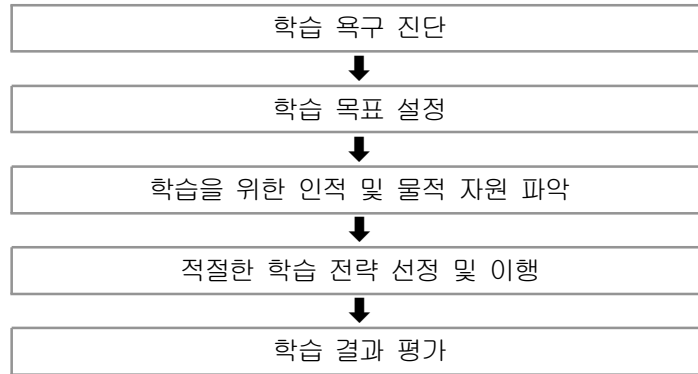 학습 욕구 진단
학습 목표 설정
학습을 위한 인적 및 물적 자원 파악
적절한 학습 전략 선정 및 이행
학습 결과 평가